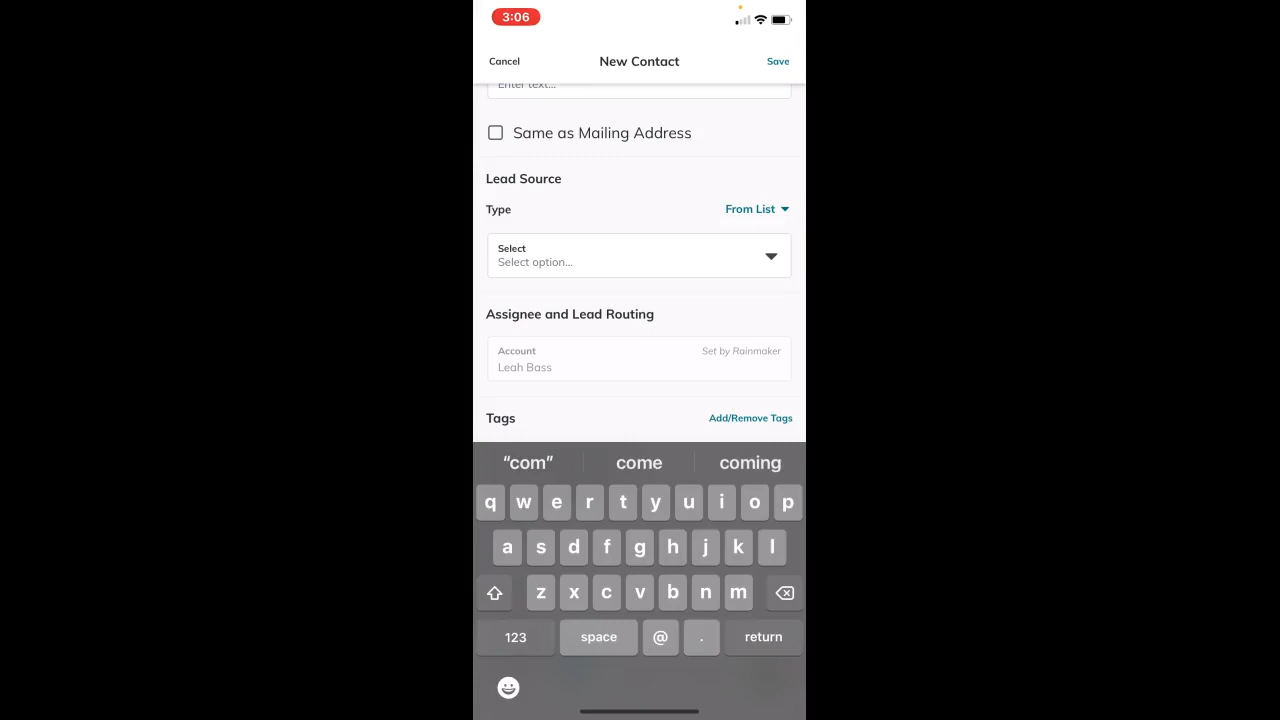 3:06
Cancel New Contact Save
Enter text...
Same as Mailing Address
Lead Source
Type From List
Select
Select option...
Assignee and Lead Routing
Account Set by Rainmaker
Leah Bass
Tags Add/Remove Tags
"com" come coming
q w e r t y u i o p
a s d f g h j k l
z x c v b n m
123 space @ . return